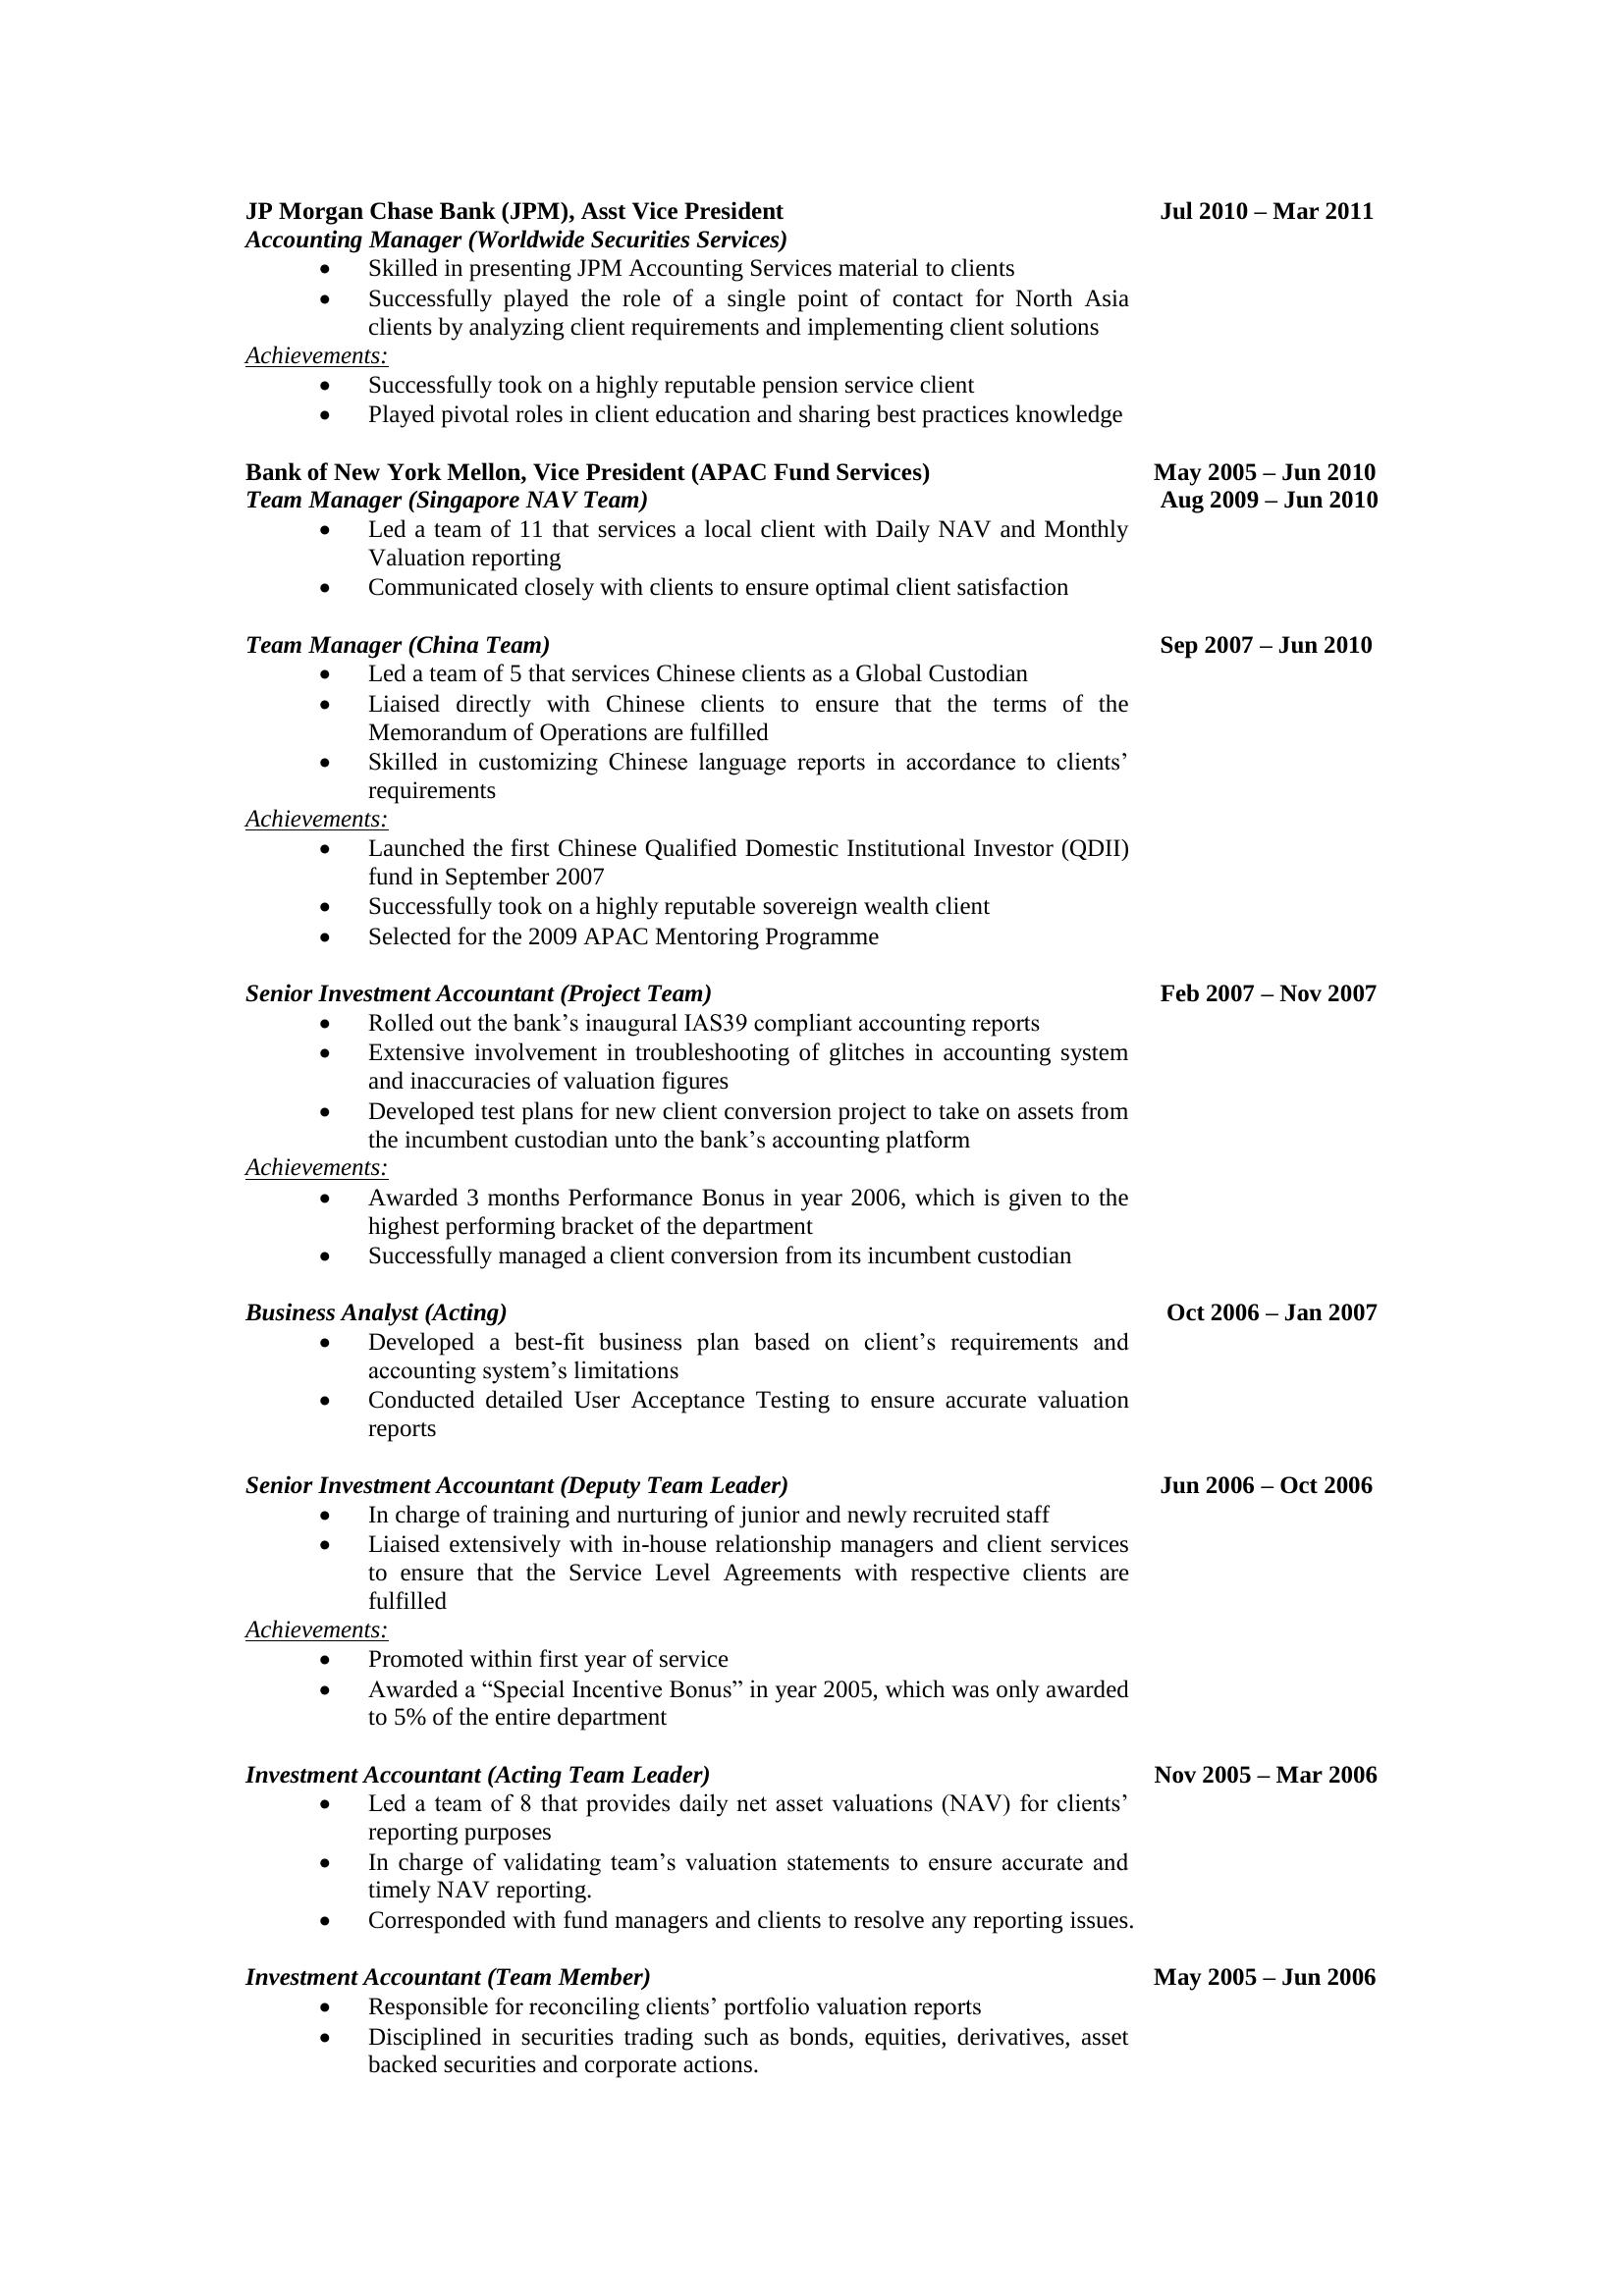 JP Morgan Chase Bank (JPM), Asst Vice President Jul 2010 – Mar 2011
Accounting Manager (Worldwide Securities Services)
• Skilled in presenting JPM Accounting Services material to clients
• Successfully played the role of a single point of contact for North Asia
clients by analyzing client requirements and implementing client solutions
Achievements:
• Successfully took on a highly reputable pension service client
• Played pivotal roles in client education and sharing best practices knowledge
Bank of New York Mellon, Vice President (APAC Fund Services) May 2005 – Jun 2010
Team Manager (Singapore NAV Team) Aug 2009 – Jun 2010
• Led a team of 11 that services a local client with Daily NAV and Monthly
Valuation reporting
• Communicated closely with clients to ensure optimal client satisfaction
Team Manager (China Team) Sep 2007 – Jun 2010
• Led a team of 5 that services Chinese clients as a Global Custodian
• Liaised directly with Chinese clients to ensure that the terms of the
Memorandum of Operations are fulfilled
• Skilled in customizing Chinese language reports in accordance to clients’
requirements
Achievements:
• Launched the first Chinese Qualified Domestic Institutional Investor (QDII)
fund in September 2007
• Successfully took on a highly reputable sovereign wealth client
• Selected for the 2009 APAC Mentoring Programme
Senior Investment Accountant (Project Team) Feb 2007 – Nov 2007
• Rolled out the bank’s inaugural IAS39 compliant accounting reports
• Extensive involvement in troubleshooting of glitches in accounting system
and inaccuracies of valuation figures
• Developed test plans for new client conversion project to take on assets from
the incumbent custodian unto the bank’s accounting platform
Achievements:
• Awarded 3 months Performance Bonus in year 2006, which is given to the
highest performing bracket of the department
• Successfully managed a client conversion from its incumbent custodian
Business Analyst (Acting) Oct 2006 – Jan 2007
• Developed a best-fit business plan based on client’s requirements and
accounting system’s limitations
• Conducted detailed User Acceptance Testing to ensure accurate valuation
reports
Senior Investment Accountant (Deputy Team Leader) Jun 2006 – Oct 2006
• In charge of training and nurturing of junior and newly recruited staff
• Liaised extensively with in-house relationship managers and client services
to ensure that the Service Level Agreements with respective clients are
fulfilled
Achievements:
• Promoted within first year of service
• Awarded a “Special Incentive Bonus” in year 2005, which was only awarded
to 5% of the entire department
Investment Accountant (Acting Team Leader) Nov 2005 – Mar 2006
• Led a team of 8 that provides daily net asset valuations (NAV) for clients’
reporting purposes
• In charge of validating team’s valuation statements to ensure accurate and
timely NAV reporting.
• Corresponded with fund managers and clients to resolve any reporting issues.
Investment Accountant (Team Member) May 2005 – Jun 2006
• Responsible for reconciling clients’ portfolio valuation reports
• Disciplined in securities trading such as bonds, equities, derivatives, asset
backed securities and corporate actions.